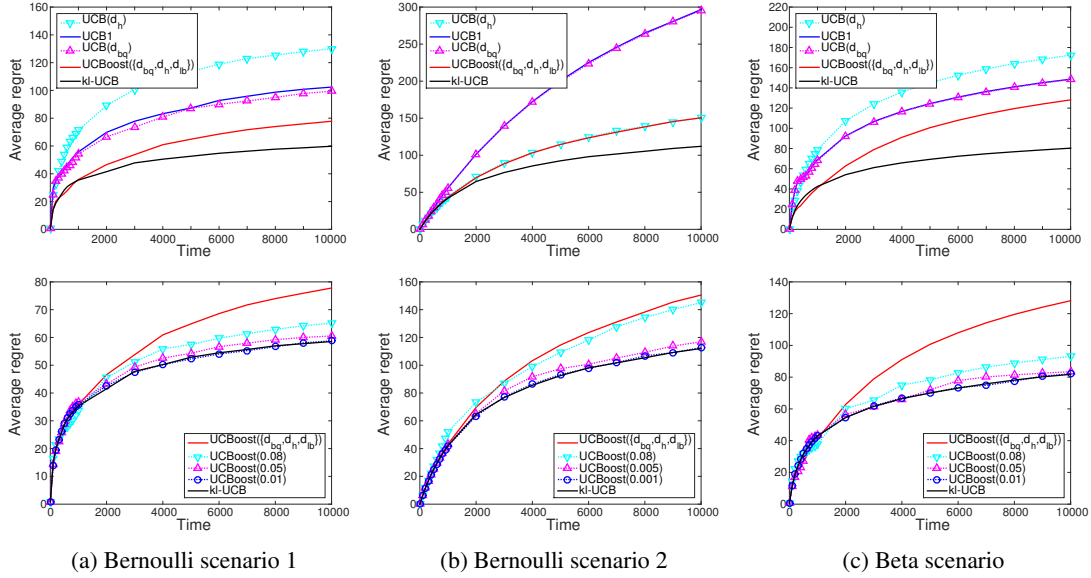 160
140
120
100
80
60
40
20
0
Average regret
UCB(d_h)
UCB1
UCB(d_bq)
UCBoost({d_bq,d_h,d_lb})
kl-UCB
0 2000 4000 6000 8000 10000
Time
300
250
200
150
100
50
0
Average regret
UCB(d_h)
UCB1
UCB(d_bq)
UCBoost({d_bq,d_h,d_lb})
kl-UCB
0 2000 4000 6000 8000 10000
Time
200
180
160
140
120
100
80
60
40
20
0
Average regret
UCB(d_h)
UCB1
UCB(d_bq)
UCBoost({d_bq,d_h,d_lb})
kl-UCB
0 2000 4000 6000 8000 10000
Time
80
70
60
50
40
30
20
10
0
Average regret
UCBoost({d_bq,d_h,d_lb})
UCBoost(0.08)
UCBoost(0.05)
UCBoost(0.01)
kl-UCB
0 2000 4000 6000 8000 10000
Time
160
140
120
100
80
60
40
20
0
Average regret
UCBoost({d_bq,d_h,d_lb})
UCBoost(0.08)
UCBoost(0.005)
UCBoost(0.001)
kl-UCB
0 2000 4000 6000 8000 10000
Time
140
120
100
80
60
40
20
0
Average regret
UCBoost({d_bq,d_h,d_lb})
UCBoost(0.08)
UCBoost(0.05)
UCBoost(0.01)
kl-UCB
0 2000 4000 6000 8000 10000
Time
(a) Bernoulli scenario 1
(b) Bernoulli scenario 2
(c) Beta scenario